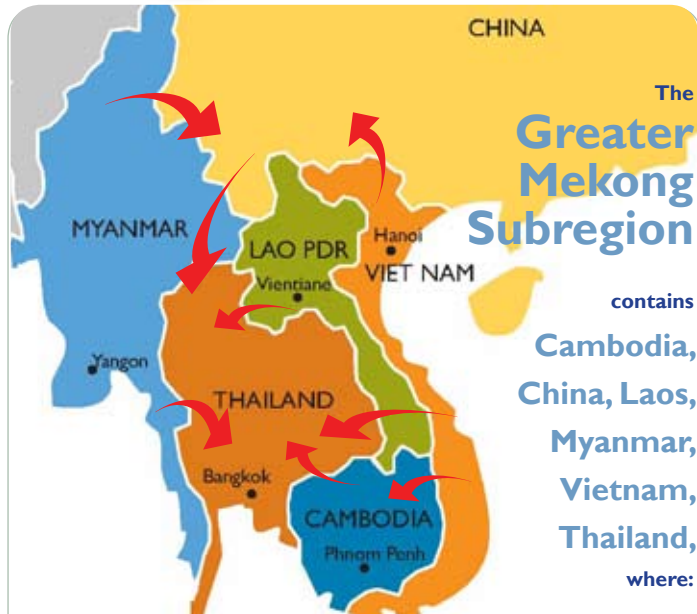 CHINA
The
Greater
Mekong
Subregion
MYANMAR
LAO PDR
Hanoi
VIET NAM
Vientiane
contains
Cambodia,
China, Laos,
Myanmar,
Vietnam,
Thailand,
where:
Yangon
THAILAND
Bangkok
CAMBODIA
Phnom Penh